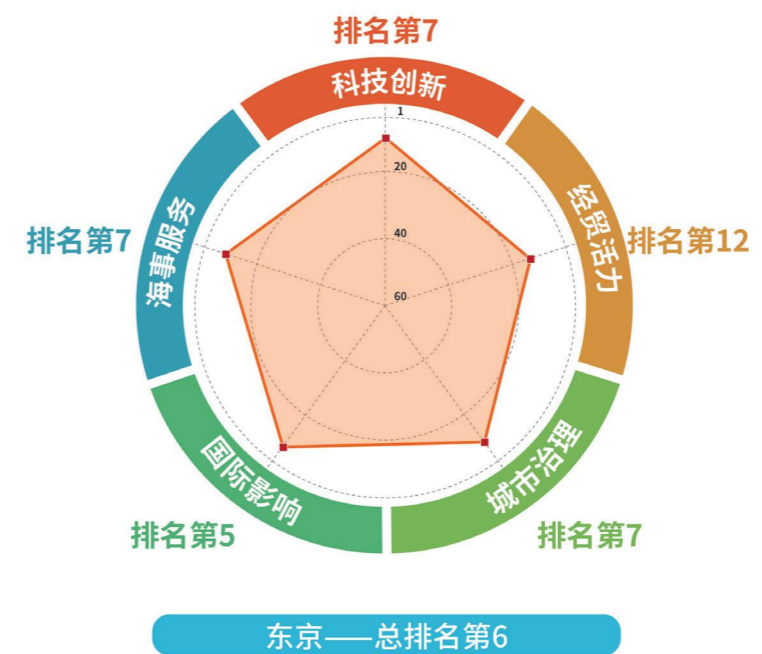 排名第7
科技创新
1
20
40
60
经贸活力
排名第12
海事服务
排名第7
国际影响
排名第5
城市治理
排名第7
东京——总排名第6